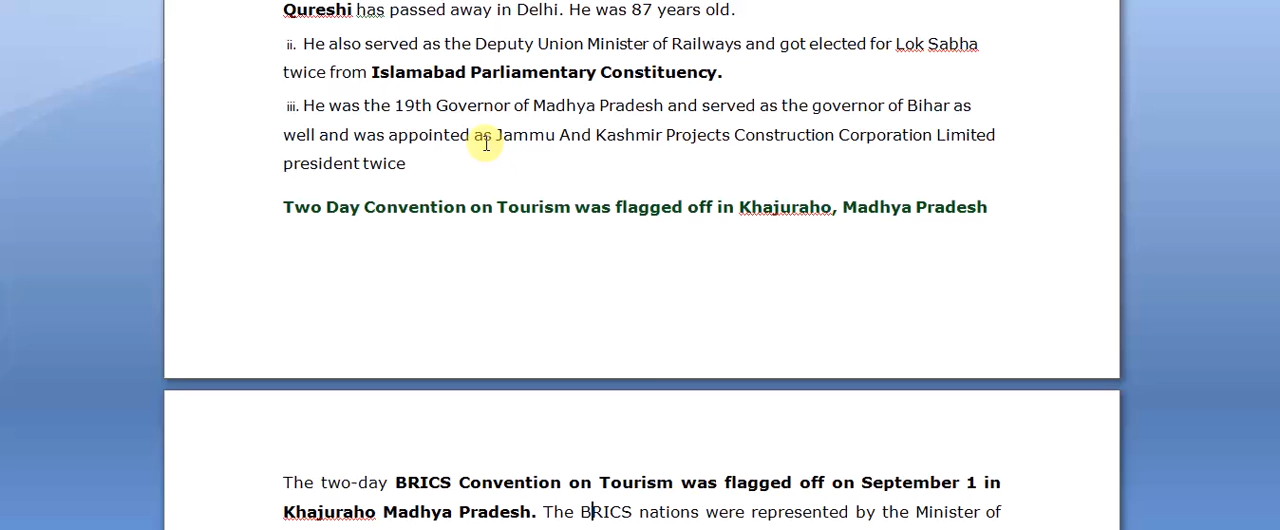 Qureshi has passed away in Delhi. He was 87 years old.
ii. He also served as the Deputy Union Minister of Railways and got elected for Lok Sabha
twice from Islamabad Parliamentary Constituency.
iii. He was the 19th Governor of Madhya Pradesh and served as the governor of Bihar as
well and was appointed as Jammu And Kashmir Projects Construction Corporation Limited
president twice
Two Day Convention on Tourism was flagged off in Khajuraho, Madhya Pradesh
The two-day BRICS Convention on Tourism was flagged off on September 1 in
Khajuraho Madhya Pradesh. The BRICS nations were represented by the Minister of